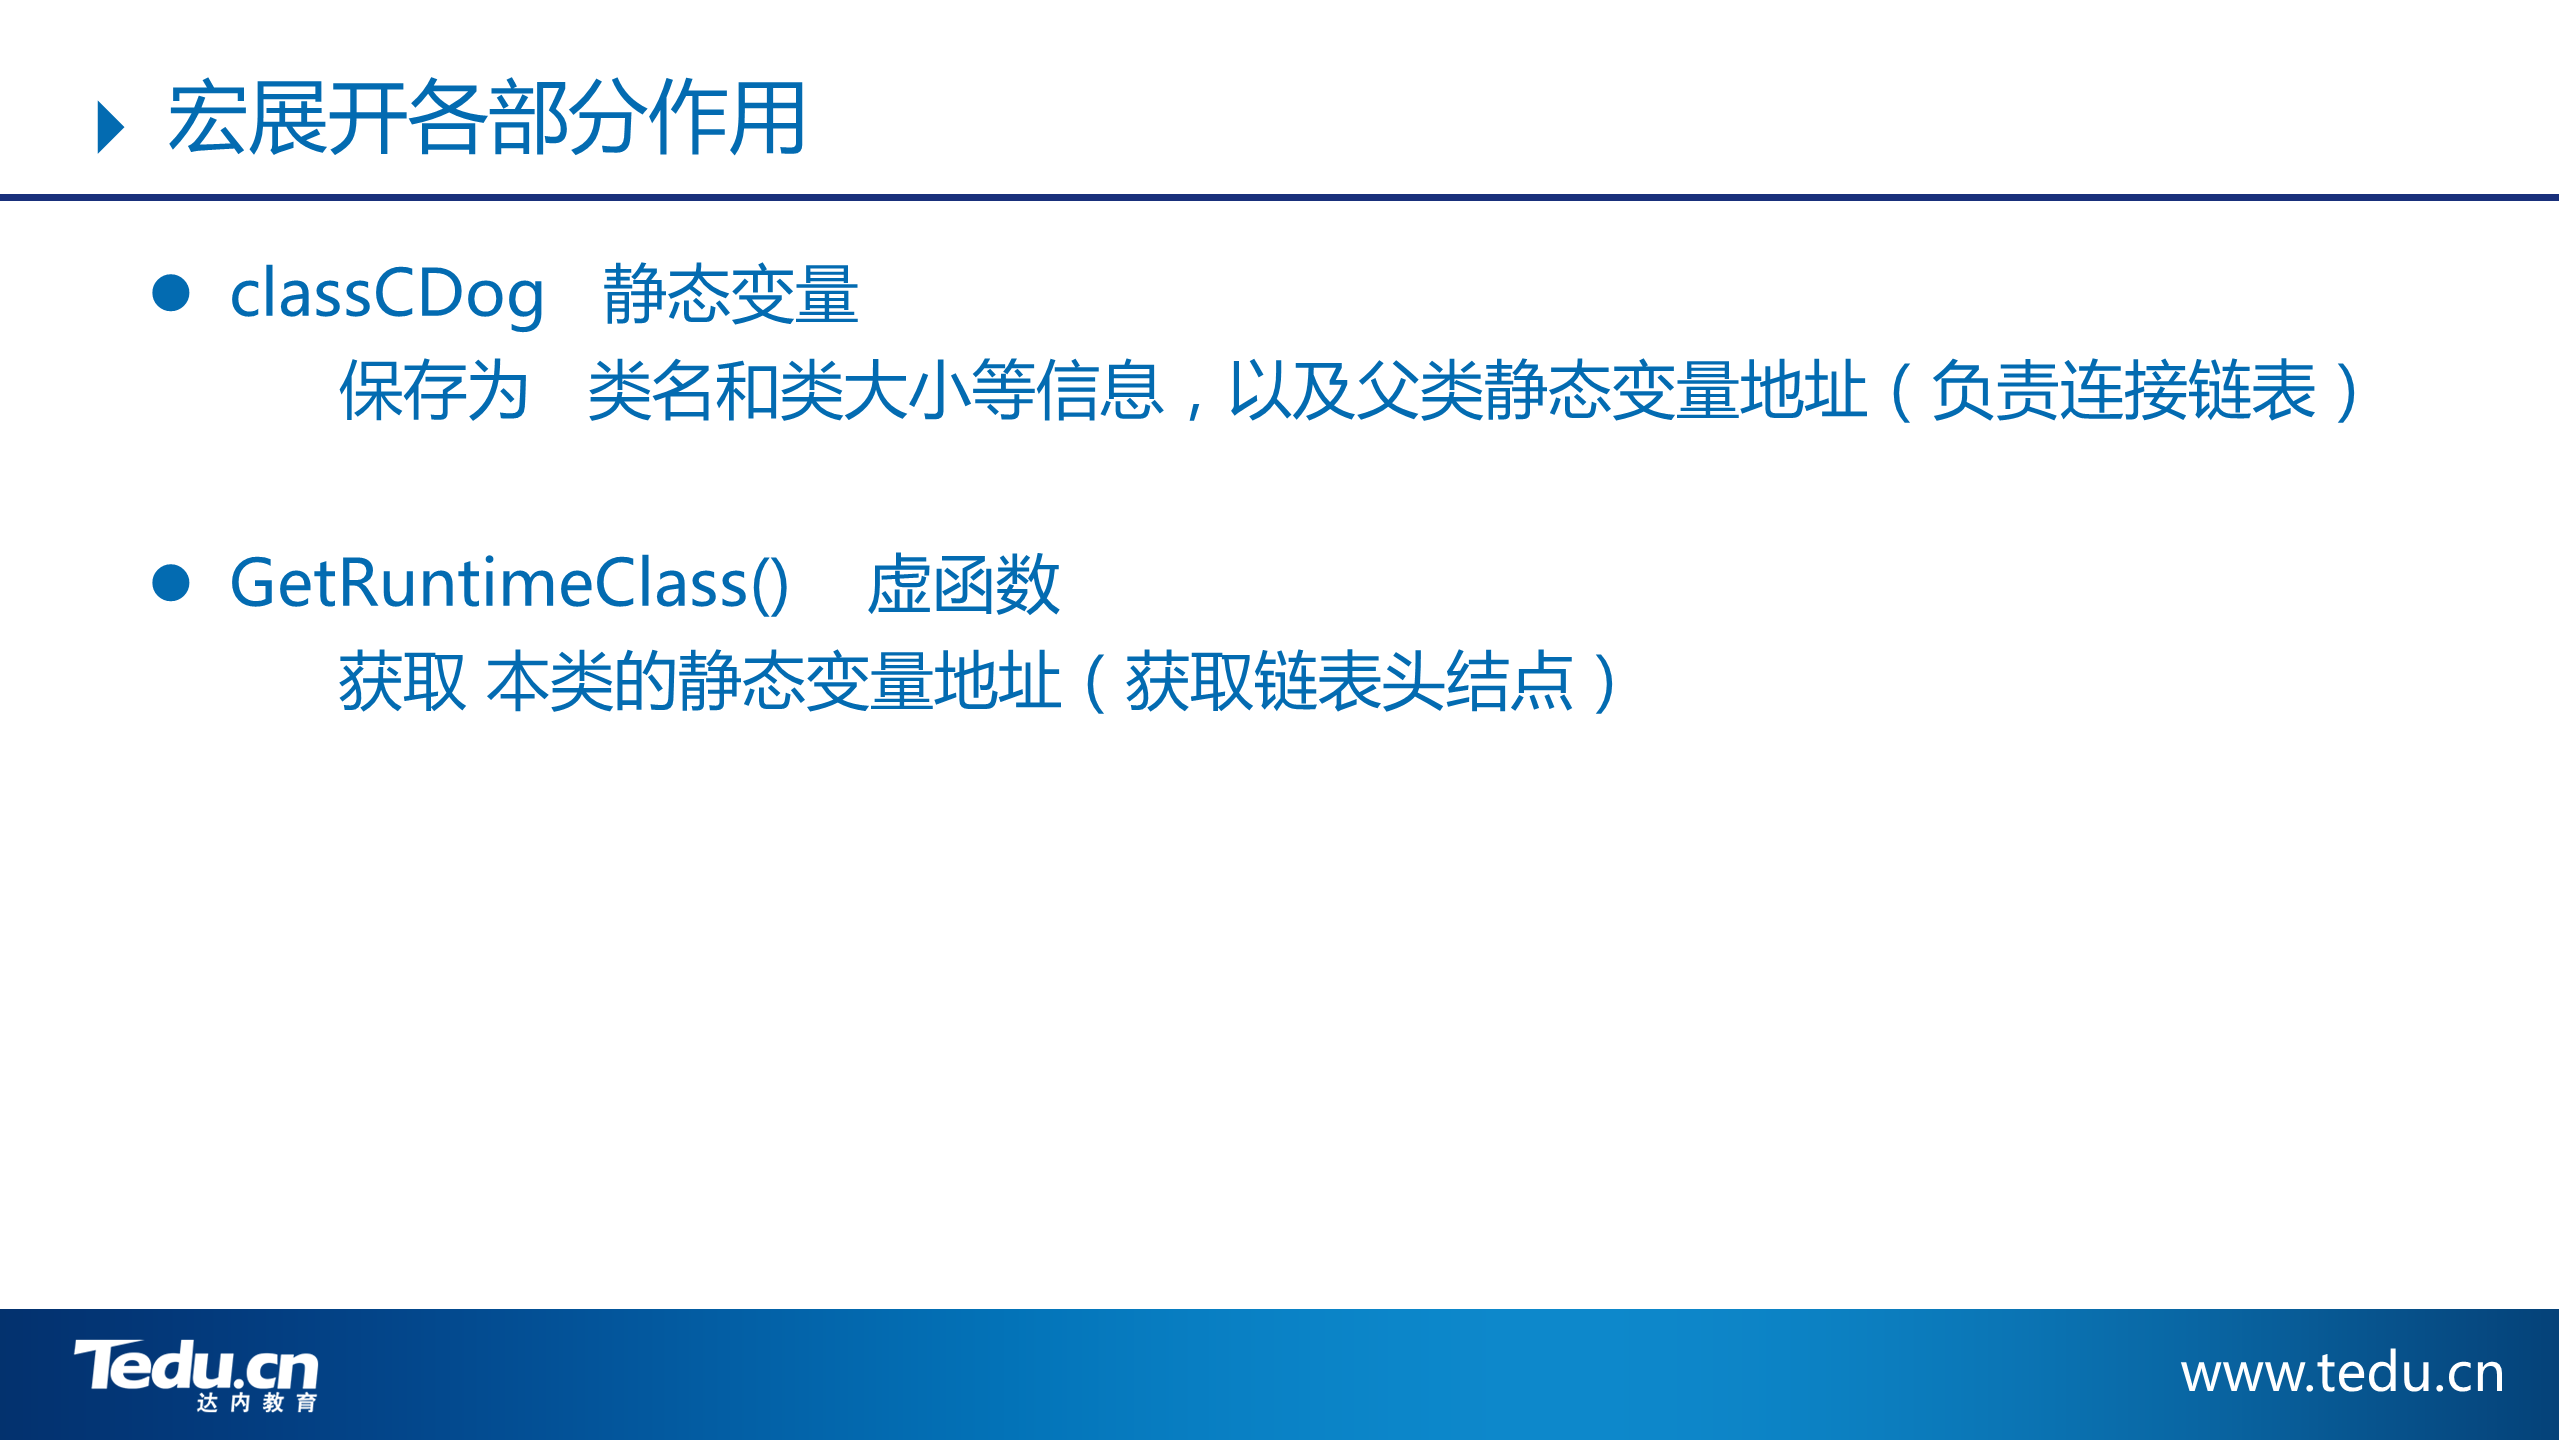 宏展开各部分作用
classCDog 静态变量
保存为 类名和类大小等信息，以及父类静态变量地址（负责连接链表）
GetRuntimeClass() 虚函数
获取 本类的静态变量地址（获取链表头结点）
Tedu.cn
达内教育
www.tedu.cn